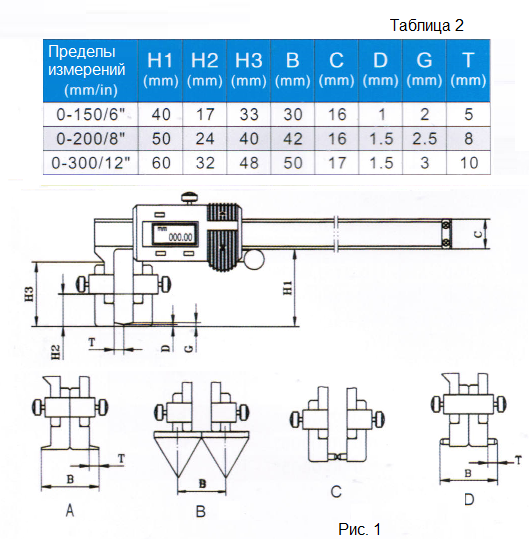 Таблица 2
Пределы измерений (mm/in) H1 (mm) H2 (mm) H3 (mm) B (mm) C (mm) D (mm) G (mm) T (mm)
0-150/6" 40 17 33 30 16 1 2 5
0-200/8" 50 24 40 42 16 1.5 2.5 8
0-300/12" 60 32 48 50 17 1.5 3 10
mm
000.00
C
H3
H1
H2
T
D
G
T
B
B
T
B
A
B
C
D
Рис. 1